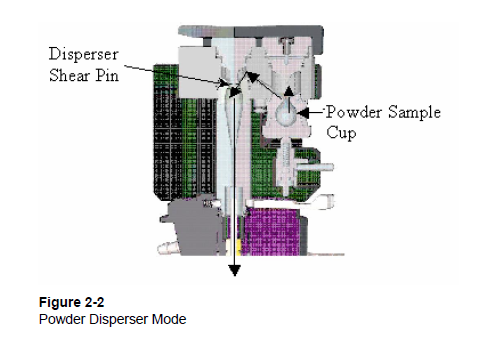 Disperser
Shear Pin
Powder Sample
Cup
Figure 2-2
Powder Disperser Mode